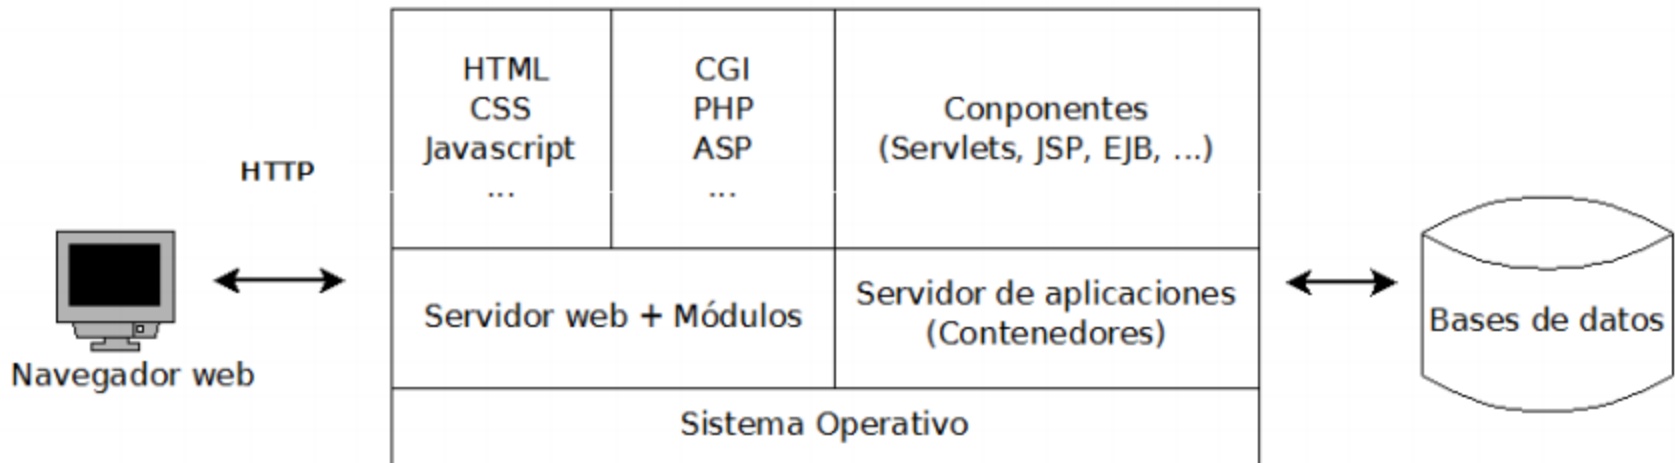 HTTP
Navegador web
HTML
CSS
Javascript
...
CGI
PHP
ASP
...
Conponentes
(Servlets, JSP, EJB, ...)
Servidor web + Módulos
Servidor de aplicaciones
(Contenedores)
Sistema Operativo
Bases de datos